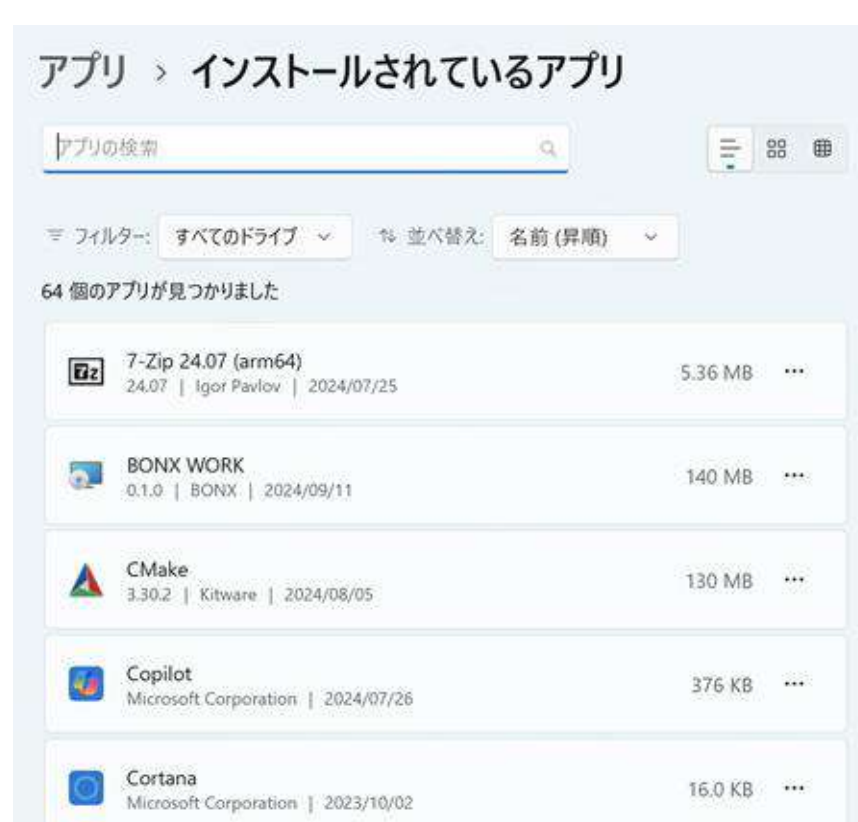 アプリ > インストールされているアプリ
アプリの検索
フィルター: すべてのドライブ 並べ替え: 名前 (昇順)
64 個のアプリが見つかりました
7-Zip 24.07 (arm64)
24.07 | Igor Pavlov | 2024/07/25
5.36 MB
BONX WORK
0.1.0 | BONX | 2024/09/11
140 MB
CMake
3.30.2 | Kitware | 2024/08/05
130 MB
Copilot
Microsoft Corporation | 2024/07/26
376 KB
Cortana
Microsoft Corporation | 2023/10/02
16.0 KB